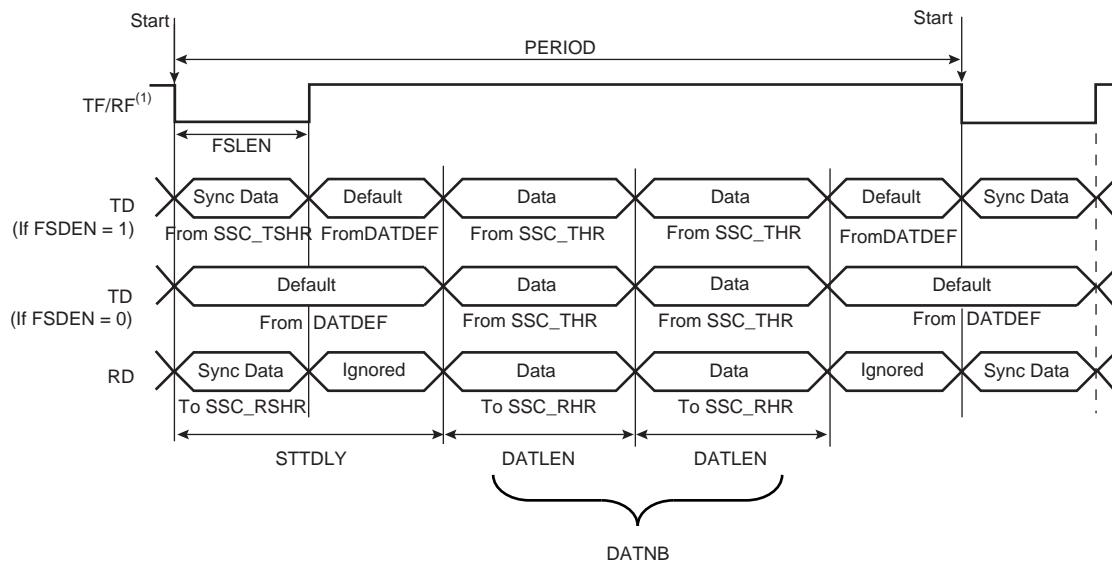 Start
Start
PERIOD
TF/RF(1)
FSLEN
TD
(If FSDEN = 1)
Sync Data
Default
Data
Data
Default
Sync Data
From SSC_TSHR
FromDATDEF
From SSC_THR
From SSC_THR
FromDATDEF
TD
(If FSDEN = 0)
Default
Data
Data
Default
From DATDEF
From SSC_THR
From SSC_THR
From DATDEF
RD
Sync Data
Ignored
Data
Data
Ignored
Sync Data
To SSC_RSHR
To SSC_RHR
To SSC_RHR
STTDLY
DATLEN
DATLEN
DATNB